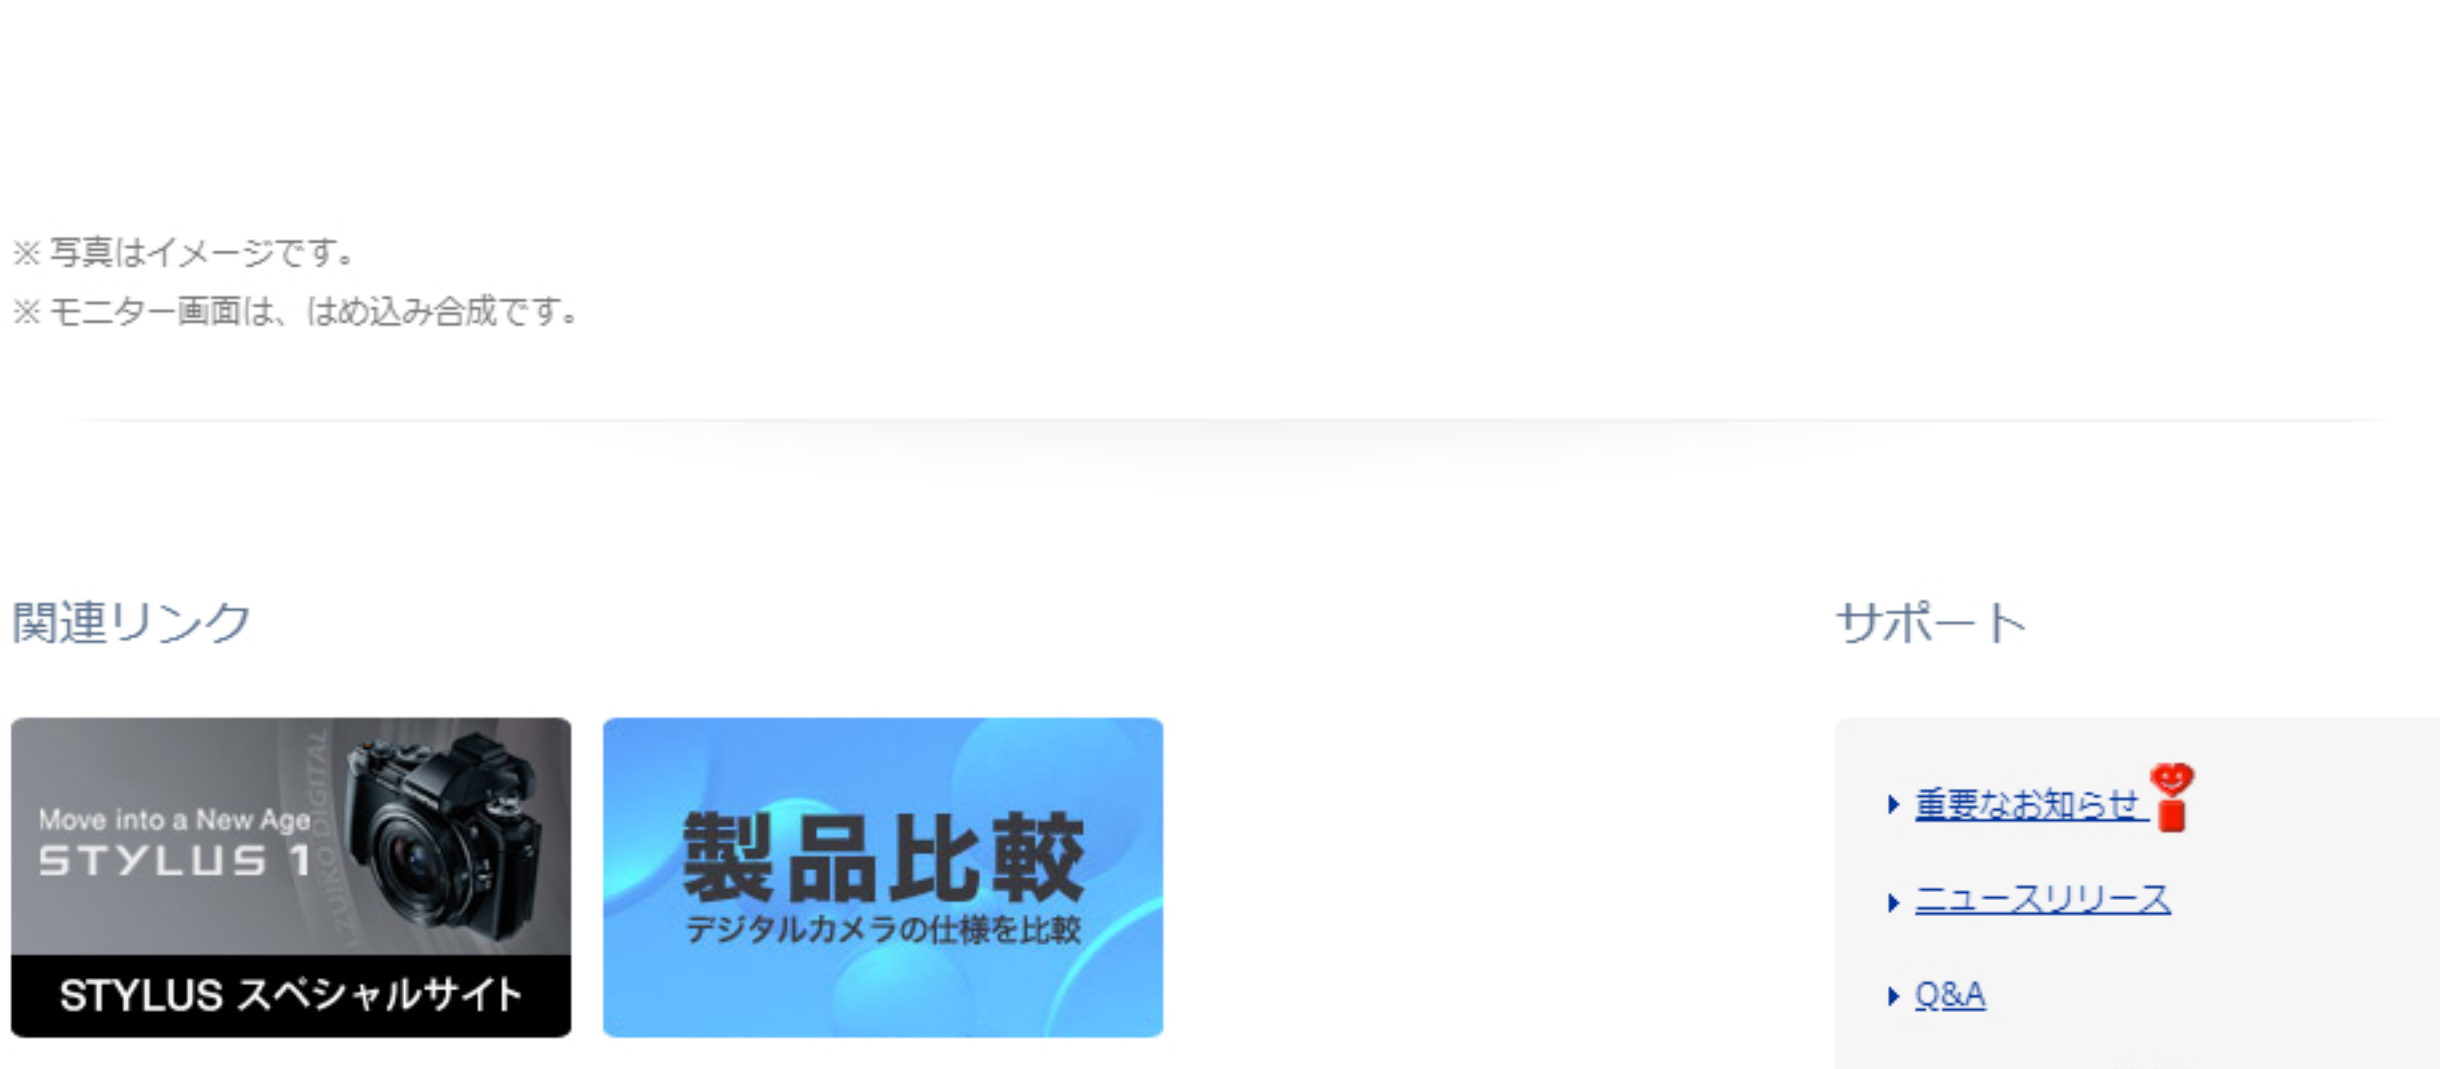 ※ 写真はイメージです。
※ モニター画面は、はめ込み合成です。
関連リンク
サポート
Move into a New Age
STYLUS 1
ZUIKO DIGITAL
STYLUS スペシャルサイト
製品比較
デジタルカメラの仕様を比較
重要なお知らせ
ニュースリリース
Q&A